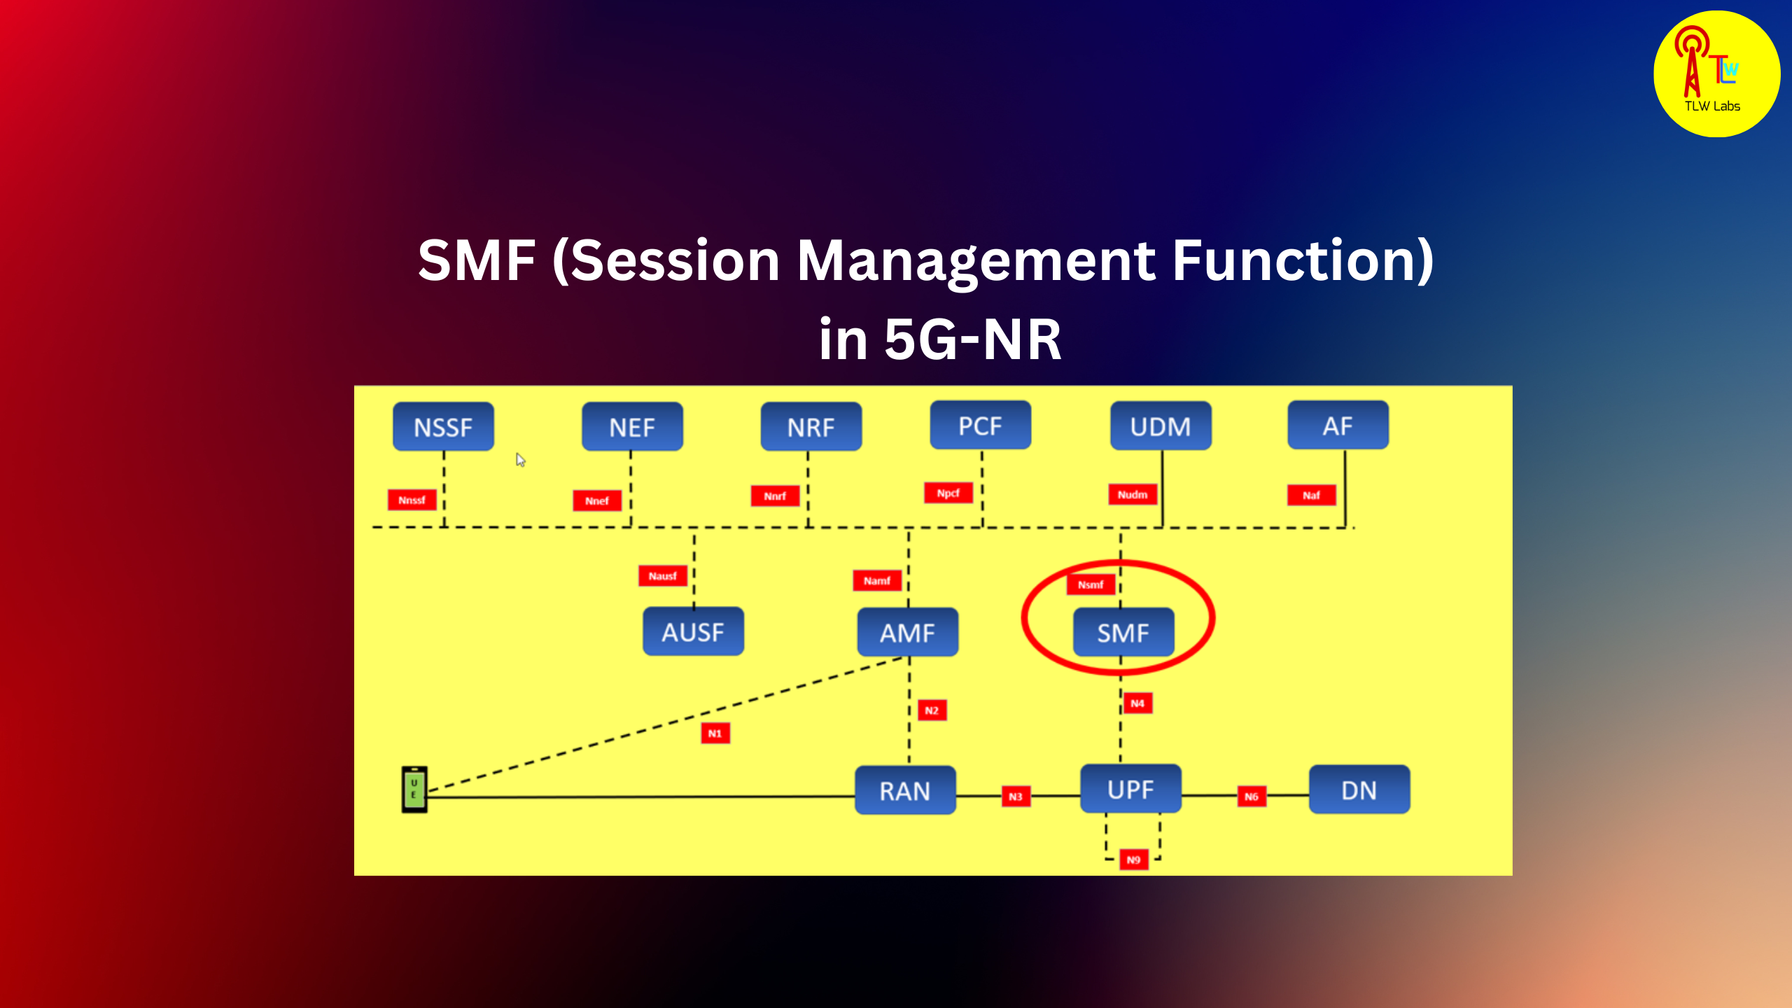 TLW
TLW Labs
SMF (Session Management Function)
in 5G-NR
NSSF
NEF
NRF
PCF
UDM
AF
Nnssf
Nnef
Nnrf
Npcf
Nudm
Naf
Nausf
Namf
Nsmf
AUSF
AMF
SMF
N1
N2
N4
UE
RAN
N3
UPF
N6
DN
N9